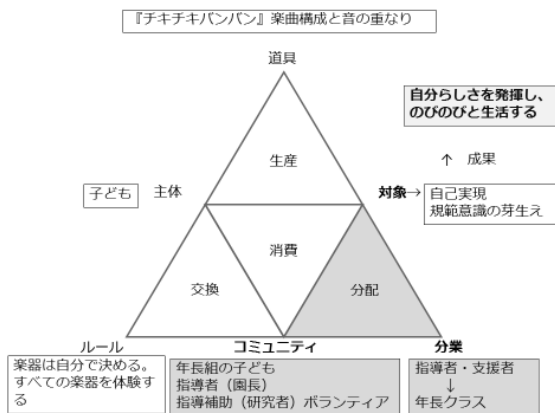 『チキチキバンバン』楽曲構成と音の重なり
道具
自分らしさを発揮し、
のびのびと生活する
生産
↑ 成果
子ども
主体
対象→
自己実現
規範意識の芽生え
消費
交換
分配
ルール
コミュニティ
分業
楽器は自分で決める。
すべての楽器を体験す
る
年長組の子ども
指導者（園長）
指導補助（研究者）ボランティア
指導者・支援者
↓
年長クラス